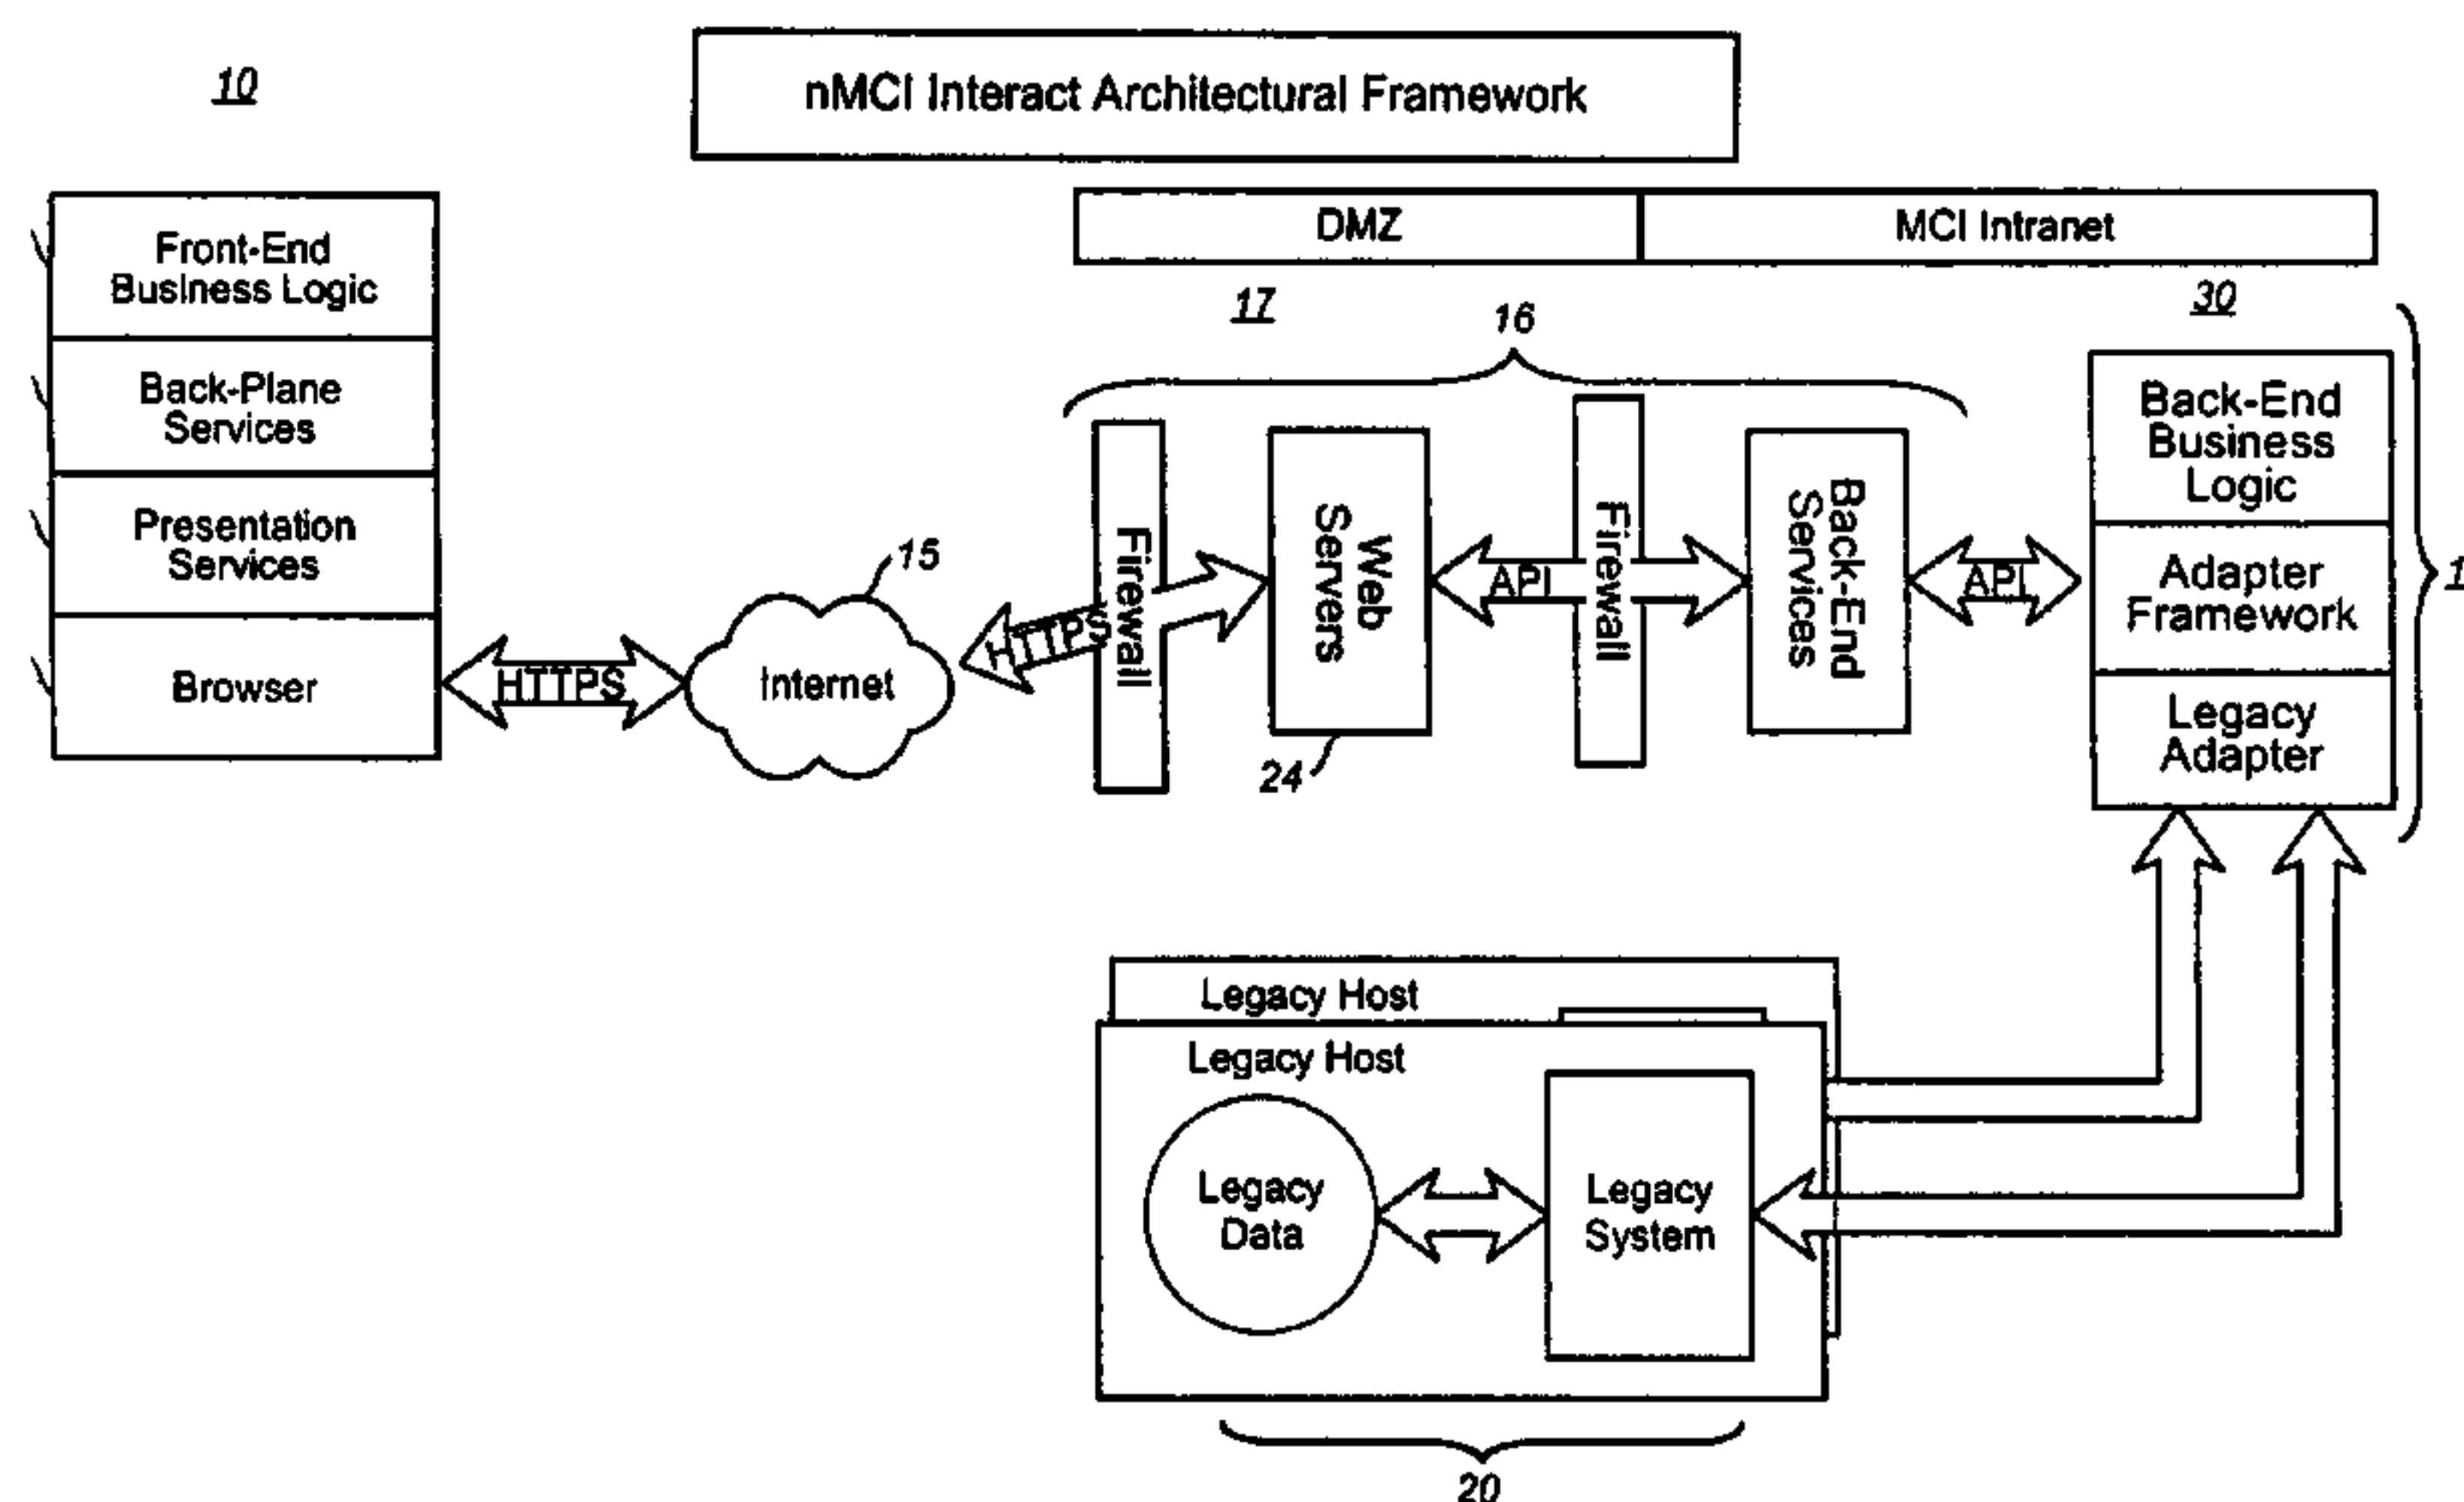 10
nMCI Interact Architectural Framework
DMZ
MCI Intranet
Front-End
Business Logic
Back-Plane
Services
Presentation
Services
Browser
HTTPS
15
Internet
HTTPS
17
16
Firewall
Web
Servers
24
API
Firewall
Back-End
Services
API
30
Back-End
Business
Logic
Adapter
Framework
Legacy
Adapter
Legacy Host
Legacy Host
Legacy
Data
Legacy
System
20